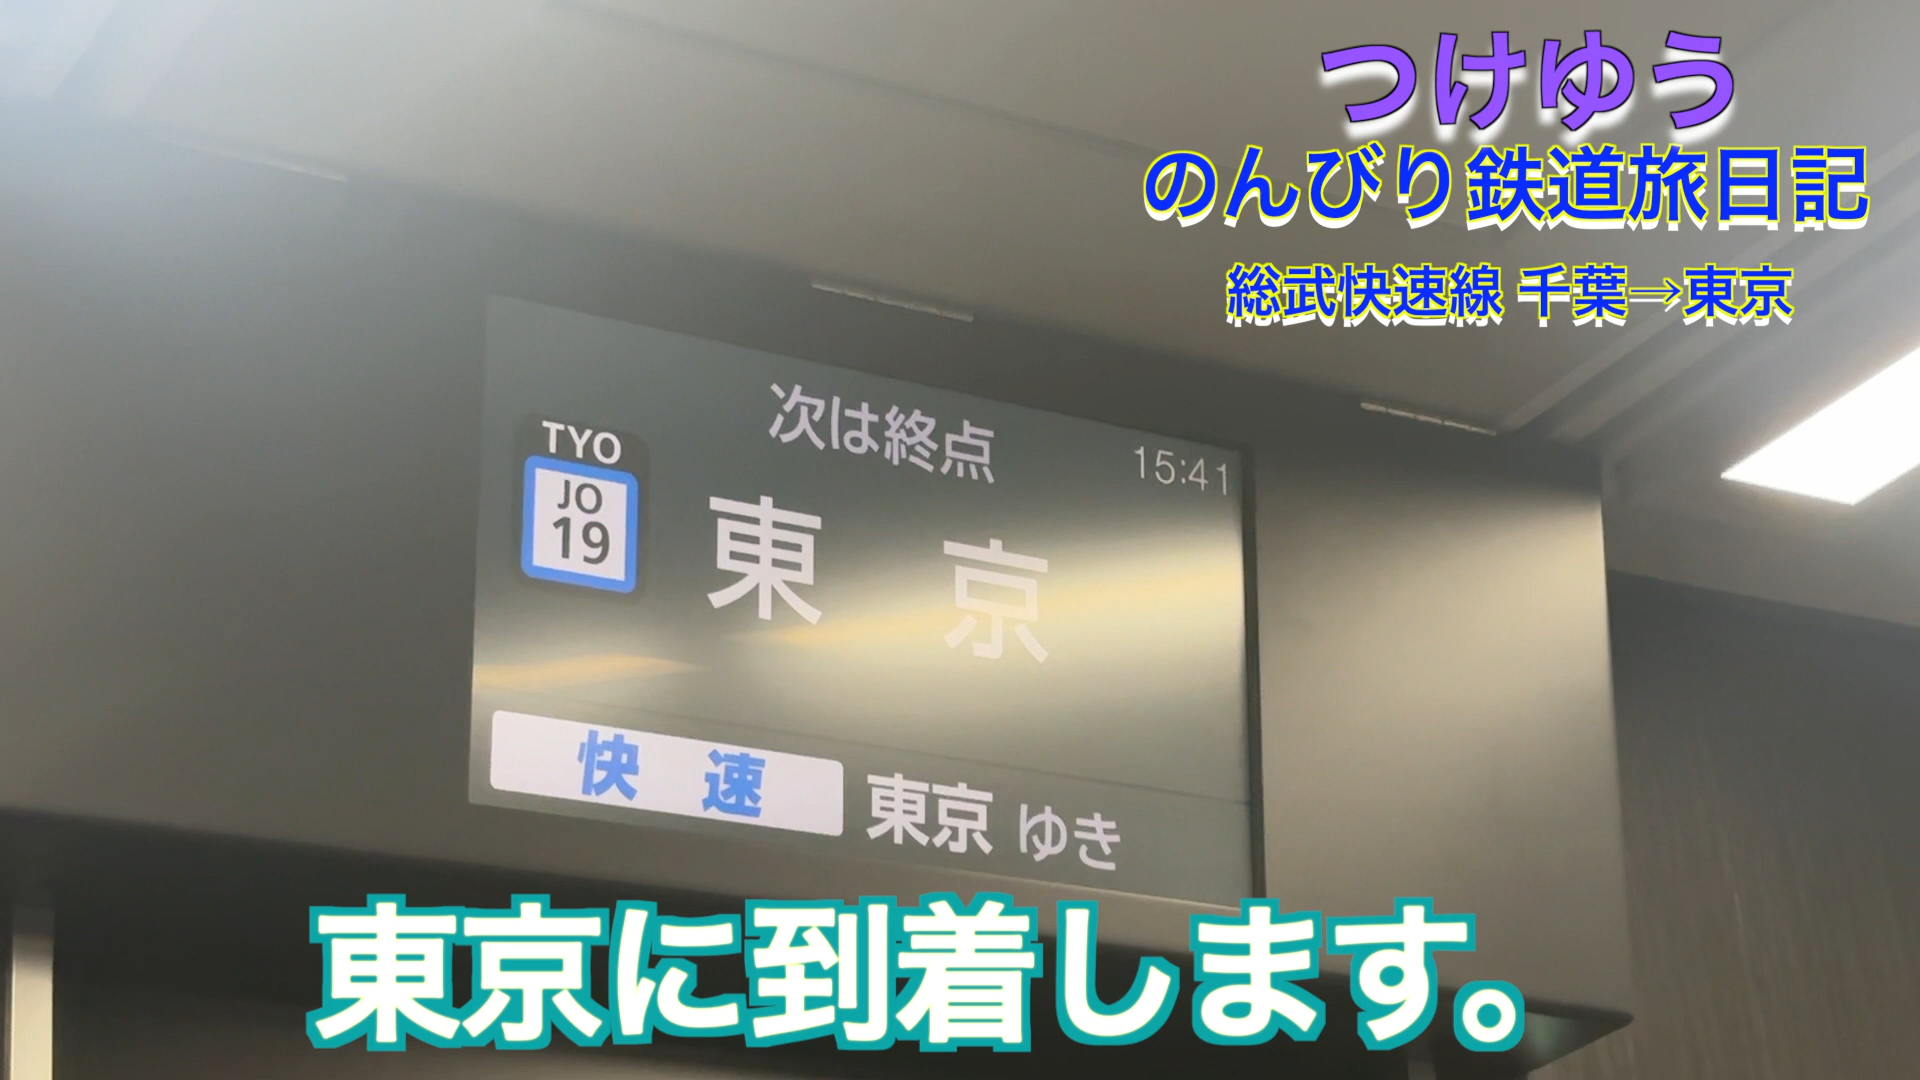 つけゆう
のんびり鉄道旅日記
総武快速線 千葉→東京
次は終点
15:41
TYO
JO
19
東京
快速 東京 ゆき
東京に到着します。